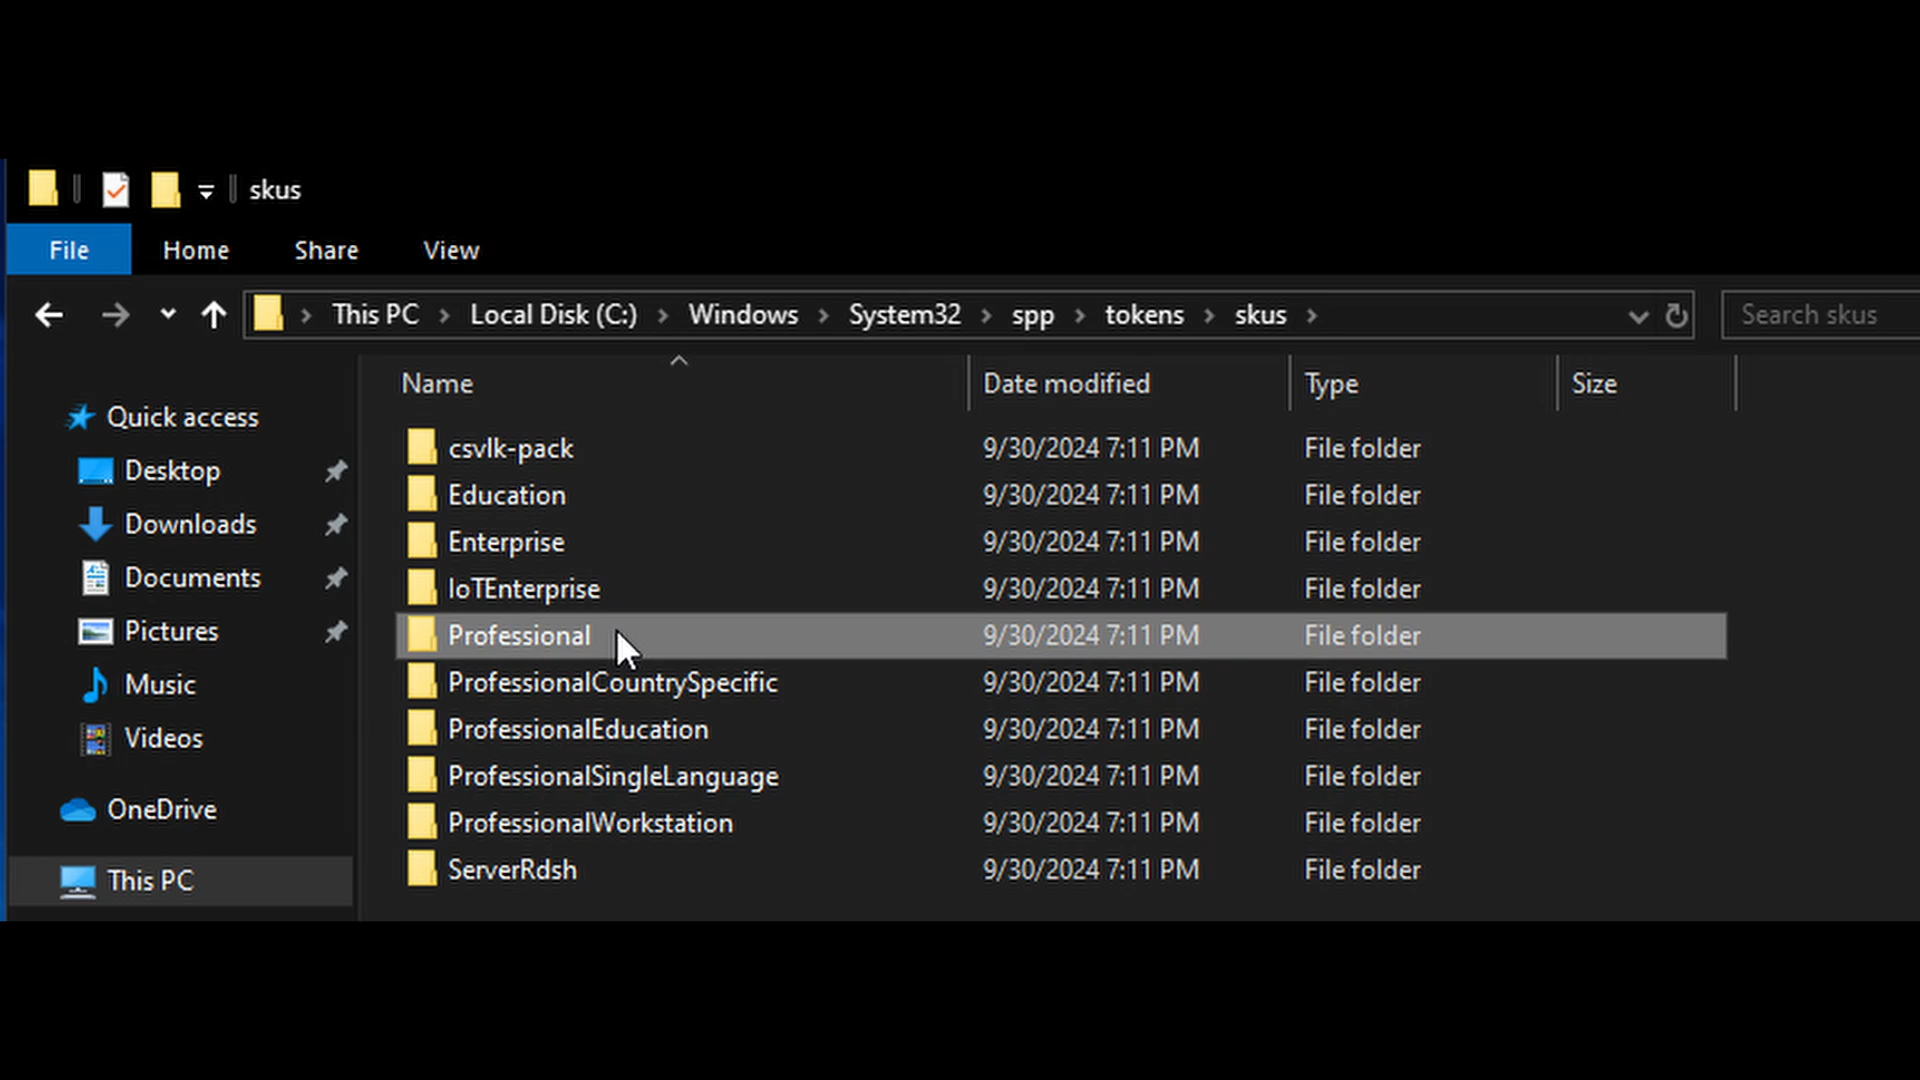 skus
File Home Share View
This PC Local Disk (C:) Windows System32 spp tokens skus Search skus
Name Date modified Type Size
Quick access
Desktop
Downloads
Documents
Pictures
Music
Videos
OneDrive
This PC
csvlk-pack 9/30/2024 7:11 PM File folder
Education 9/30/2024 7:11 PM File folder
Enterprise 9/30/2024 7:11 PM File folder
IoTEnterprise 9/30/2024 7:11 PM File folder
Professional 9/30/2024 7:11 PM File folder
ProfessionalCountrySpecific 9/30/2024 7:11 PM File folder
ProfessionalEducation 9/30/2024 7:11 PM File folder
ProfessionalSingleLanguage 9/30/2024 7:11 PM File folder
ProfessionalWorkstation 9/30/2024 7:11 PM File folder
ServerRdsh 9/30/2024 7:11 PM File folder